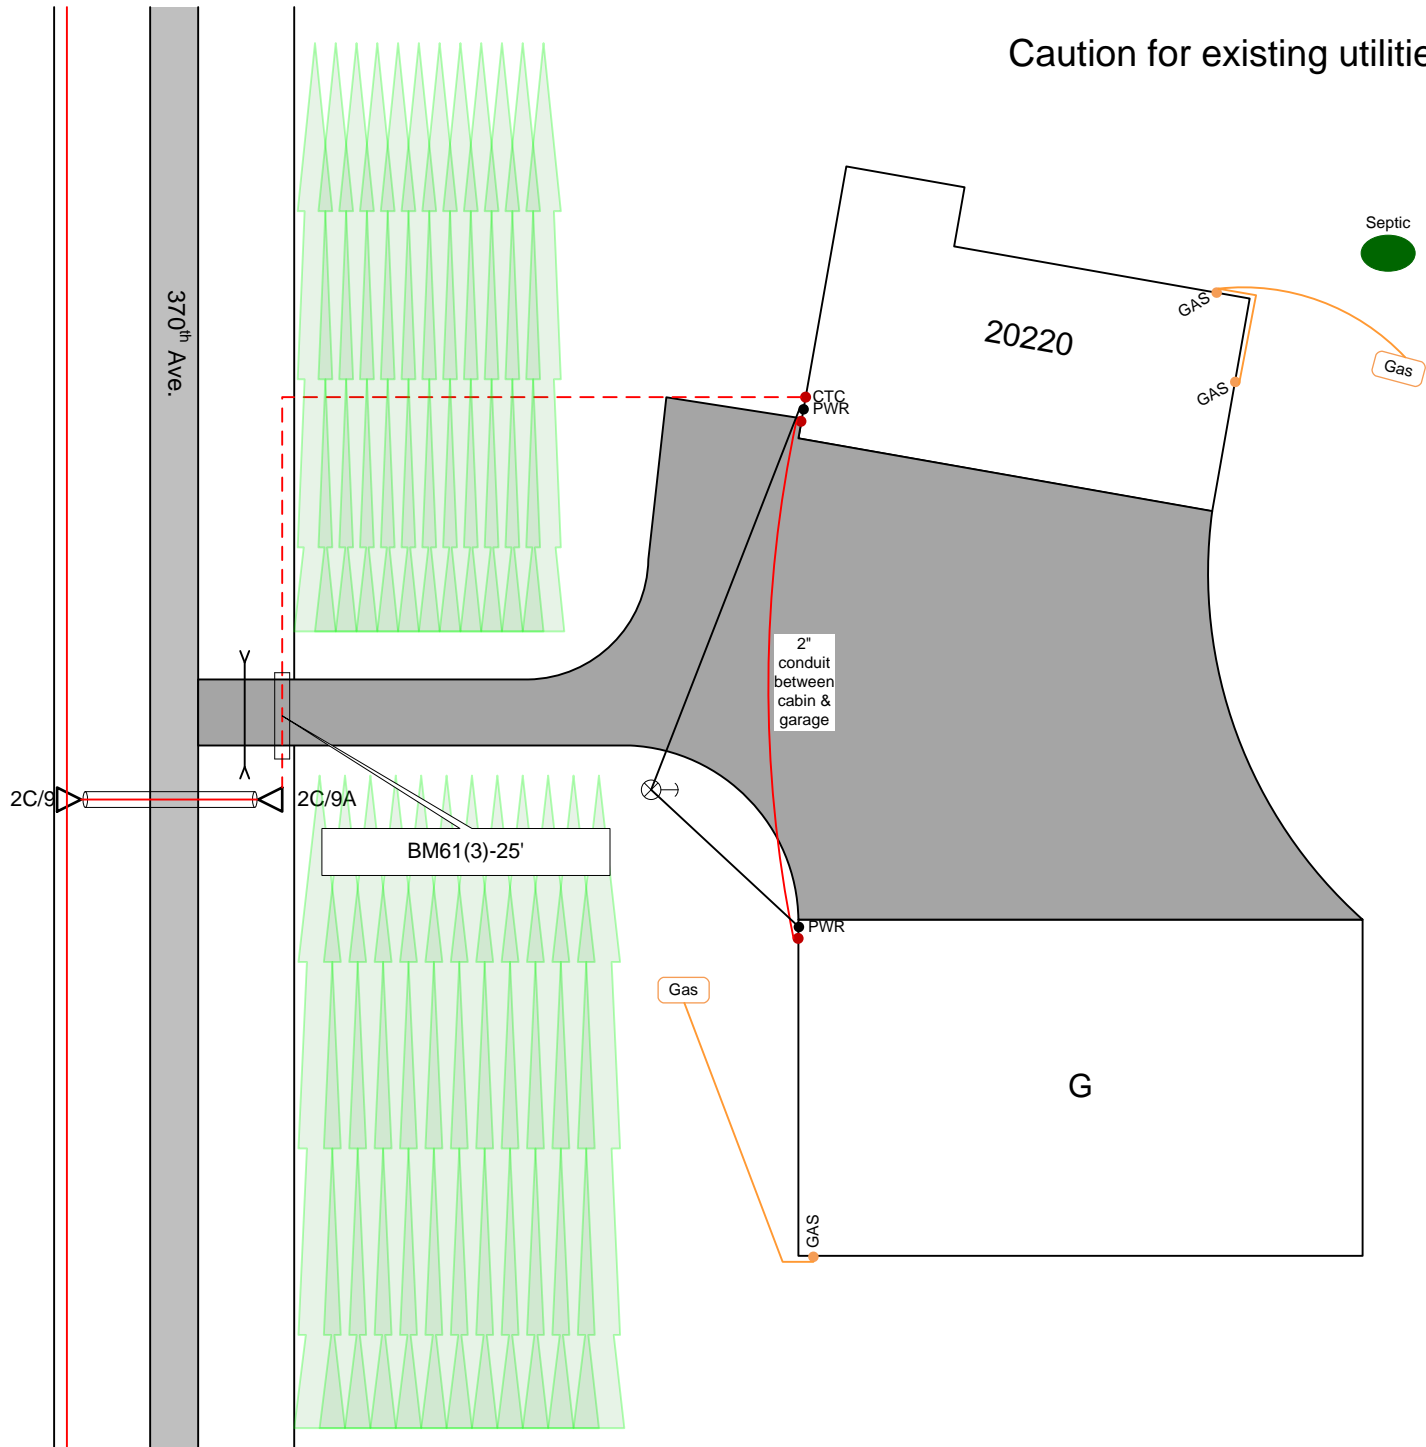 Caution for existing utilitie
Septic
370th Ave.
GAS
20220
Gas
GAS
CTC
PWR
2"
conduit
between
cabin &
garage
2C/9
2C/9A
BM61(3)-25'
PWR
Gas
G
GAS